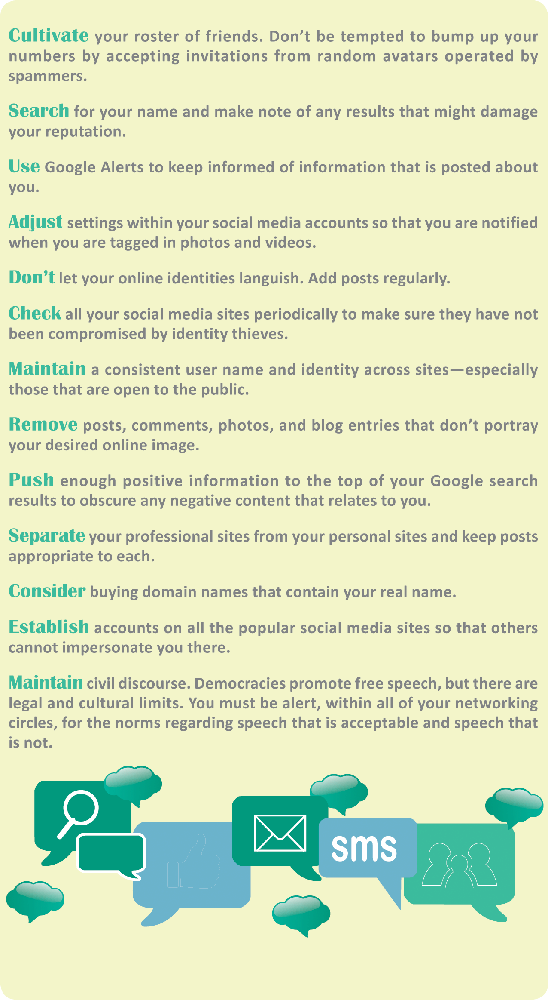 Cultivate your roster of friends. Don’t be tempted to bump up your
numbers by accepting invitations from random avatars operated by
spammers.
Search for your name and make note of any results that might damage
your reputation.
Use Google Alerts to keep informed of information that is posted about
you.
Adjust settings within your social media accounts so that you are notified
when you are tagged in photos and videos.
Don’t let your online identities languish. Add posts regularly.
Check all your social media sites periodically to make sure they have not
been compromised by identity thieves.
Maintain a consistent user name and identity across sites—especially
those that are open to the public.
Remove posts, comments, photos, and blog entries that don’t portray
your desired online image.
Push enough positive information to the top of your Google search
results to obscure any negative content that relates to you.
Separate your professional sites from your personal sites and keep posts
appropriate to each.
Consider buying domain names that contain your real name.
Establish accounts on all the popular social media sites so that others
cannot impersonate you there.
Maintain civil discourse. Democracies promote free speech, but there are
legal and cultural limits. You must be alert, within all of your networking
circles, for the norms regarding speech that is acceptable and speech that
is not.
sms